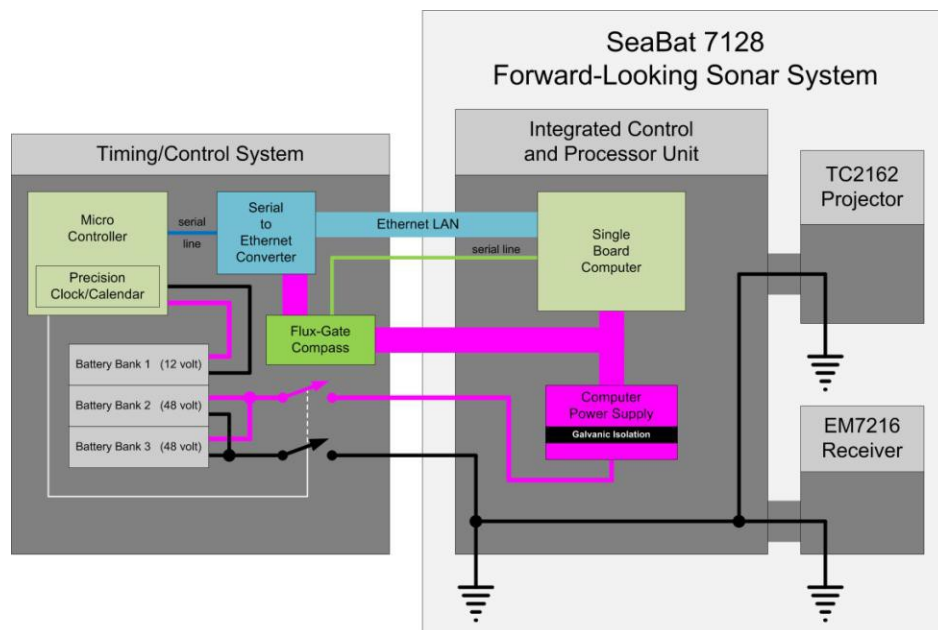 SeaBat 7128
Forward-Looking Sonar System
Timing/Control System
Integrated Control
and Processor Unit
TC2162
Projector
Micro
Controller
Precision
Clock/Calendar
serial
line
Serial
to
Ethernet
Converter
Ethernet LAN
serial line
Single
Board
Computer
Flux-Gate
Compass
Battery Bank 1 (12 volt)
Battery Bank 2 (48 volt)
Battery Bank 3 (48 volt)
Computer
Power Supply
Galvanic Isolation
EM7216
Receiver